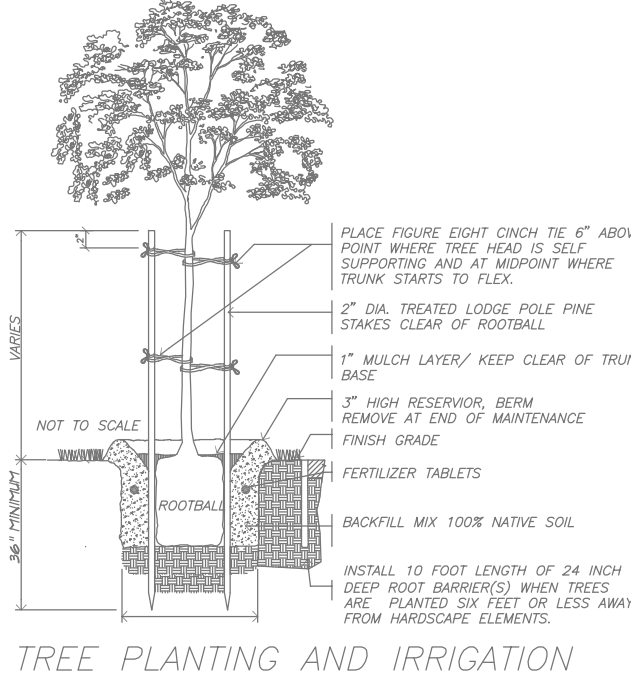 PLACE FIGURE EIGHT CINCH TIE 6" ABOV
POINT WHERE TREE HEAD IS SELF
SUPPORTING AND AT MIDPOINT WHERE
TRUNK STARTS TO FLEX.
2"
2" DIA. TREATED LODGE POLE PINE
STAKES CLEAR OF ROOTBALL
VARIES
1" MULCH LAYER/ KEEP CLEAR OF TRUN
BASE
3" HIGH RESERVIOR, BERM
REMOVE AT END OF MAINTENANCE
NOT TO SCALE
FINISH GRADE
FERTILIZER TABLETS
ROOTBALL
BACKFILL MIX 100% NATIVE SOIL
36" MINIMUM
INSTALL 10 FOOT LENGTH OF 24 INCH
DEEP ROOT BARRIER(S) WHEN TREES
ARE PLANTED SIX FEET OR LESS AWAY
FROM HARDSCAPE ELEMENTS.
TREE PLANTING AND IRRIGATION